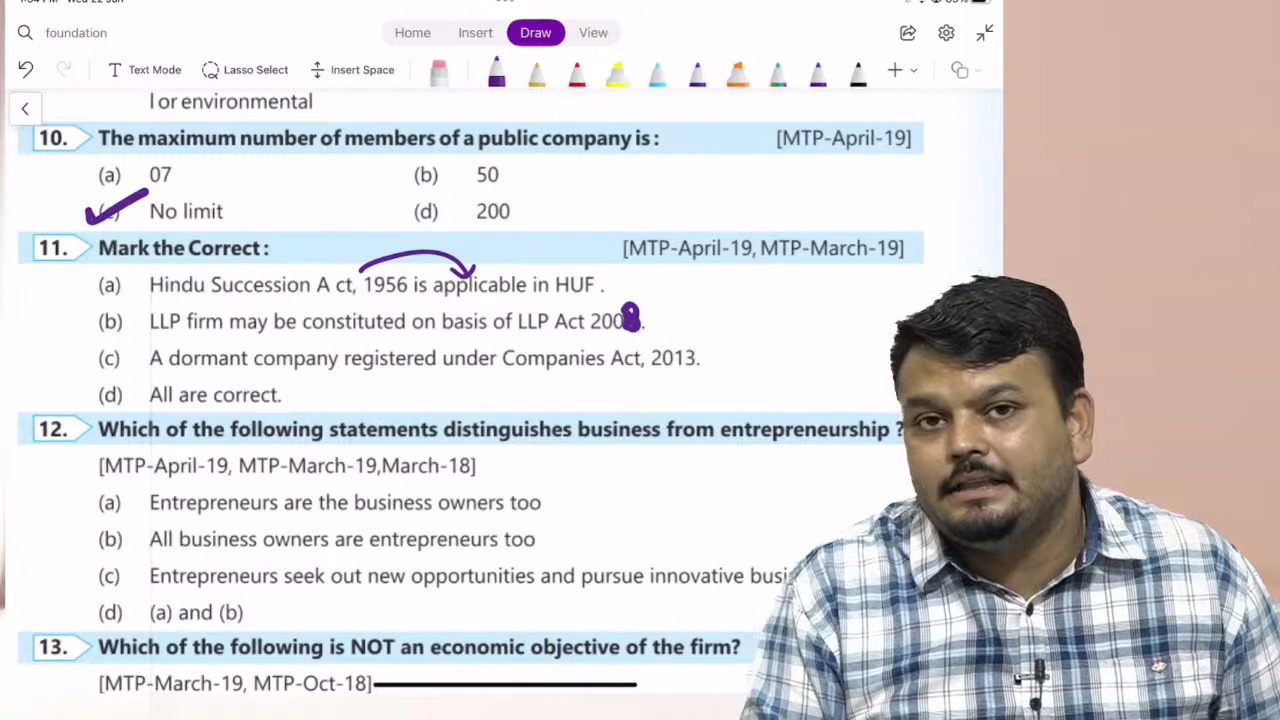 foundation
Home
Insert
Draw
View
Text Mode
Lasso Select
Insert Space
l or environmental
10. The maximum number of members of a public company is : [MTP-April-19]
(a) 07 (b) 50
No limit (d) 200
11. Mark the Correct : [MTP-April-19, MTP-March-19]
(a) Hindu Succession A ct, 1956 is applicable in HUF .
(b) LLP firm may be constituted on basis of LLP Act 2008.
(c) A dormant company registered under Companies Act, 2013.
(d) All are correct.
12. Which of the following statements distinguishes business from entrepreneurship ?
[MTP-April-19, MTP-March-19,March-18]
(a) Entrepreneurs are the business owners too
(b) All business owners are entrepreneurs too
(c) Entrepreneurs seek out new opportunities and pursue innovative
(d) (a) and (b)
13. Which of the following is NOT an economic objective of the firm?
[MTP-March-19, MTP-Oct-18]